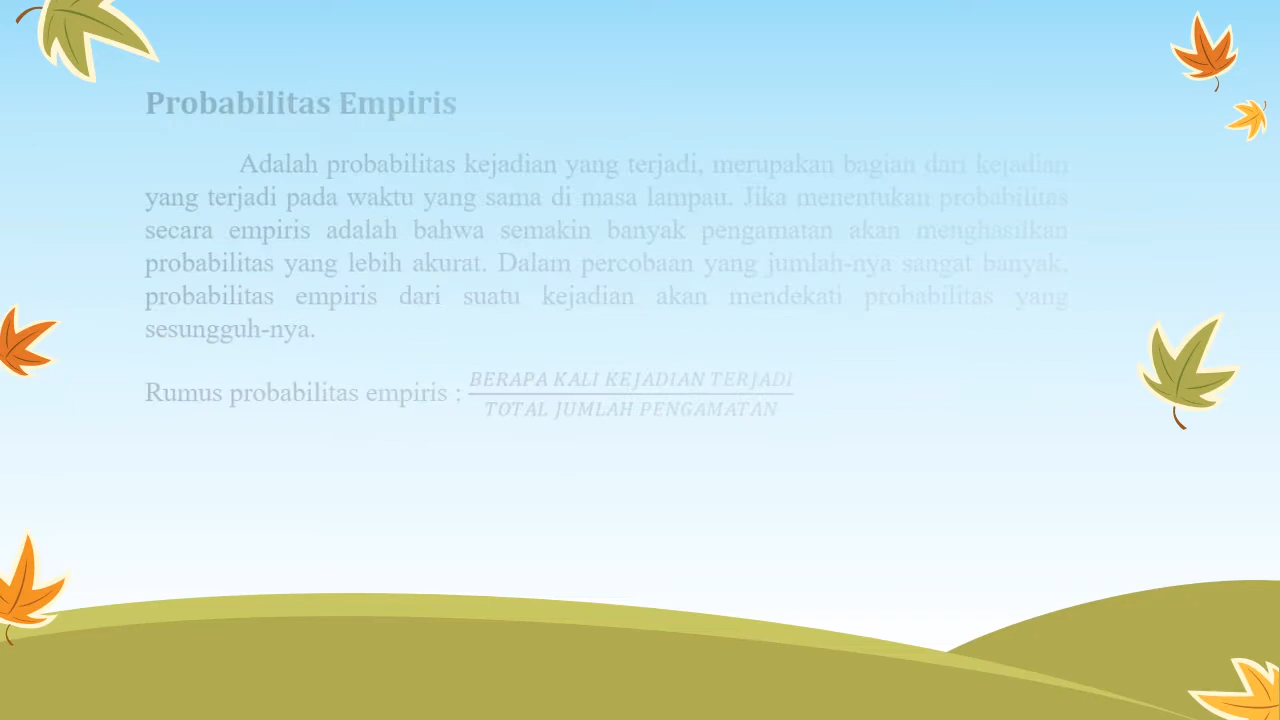 Probabilitas Empiris
Adalah probabilitas kejadian yang terjadi, merupakan bagian dari kejadian
yang terjadi pada waktu yang sama di masa lampau. Jika menentukan probabilitas
secara empiris adalah bahwa semakin banyak pengamatan akan menghasilkan
probabilitas yang lebih akurat. Dalam percobaan yang jumlah-nya sangat banyak,
probabilitas empiris dari suatu kejadian akan mendekati probabilitas yang
sesungguh-nya.
Rumus probabilitas empiris : BERAPA KALI KEJADIAN TERJADI
TOTAL JUMLAH PENGAMATAN